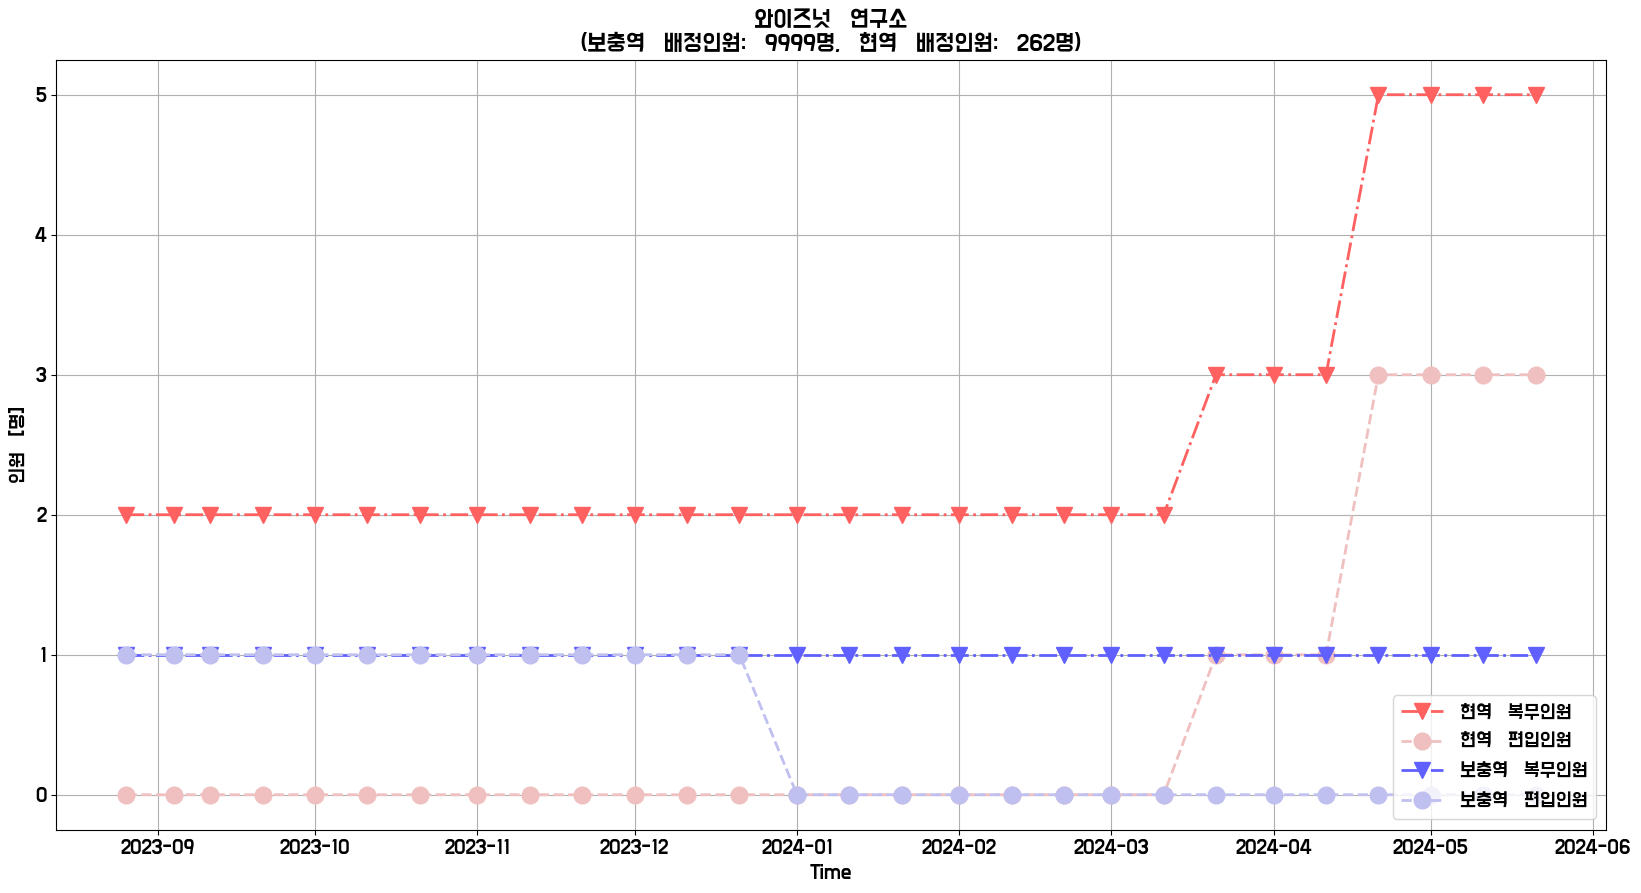 와이즈넛 연구소
(보충역 배정인원: 9999명, 현역 배정인원: 262명)
인원 [명]
5
4
3
2
1
0
현역 복무인원
현역 편입인원
보충역 복무인원
보충역 편입인원
2023-09 2023-10 2023-11 2023-12 2024-01 2024-02 2024-03 2024-04 2024-05 2024-06
Time